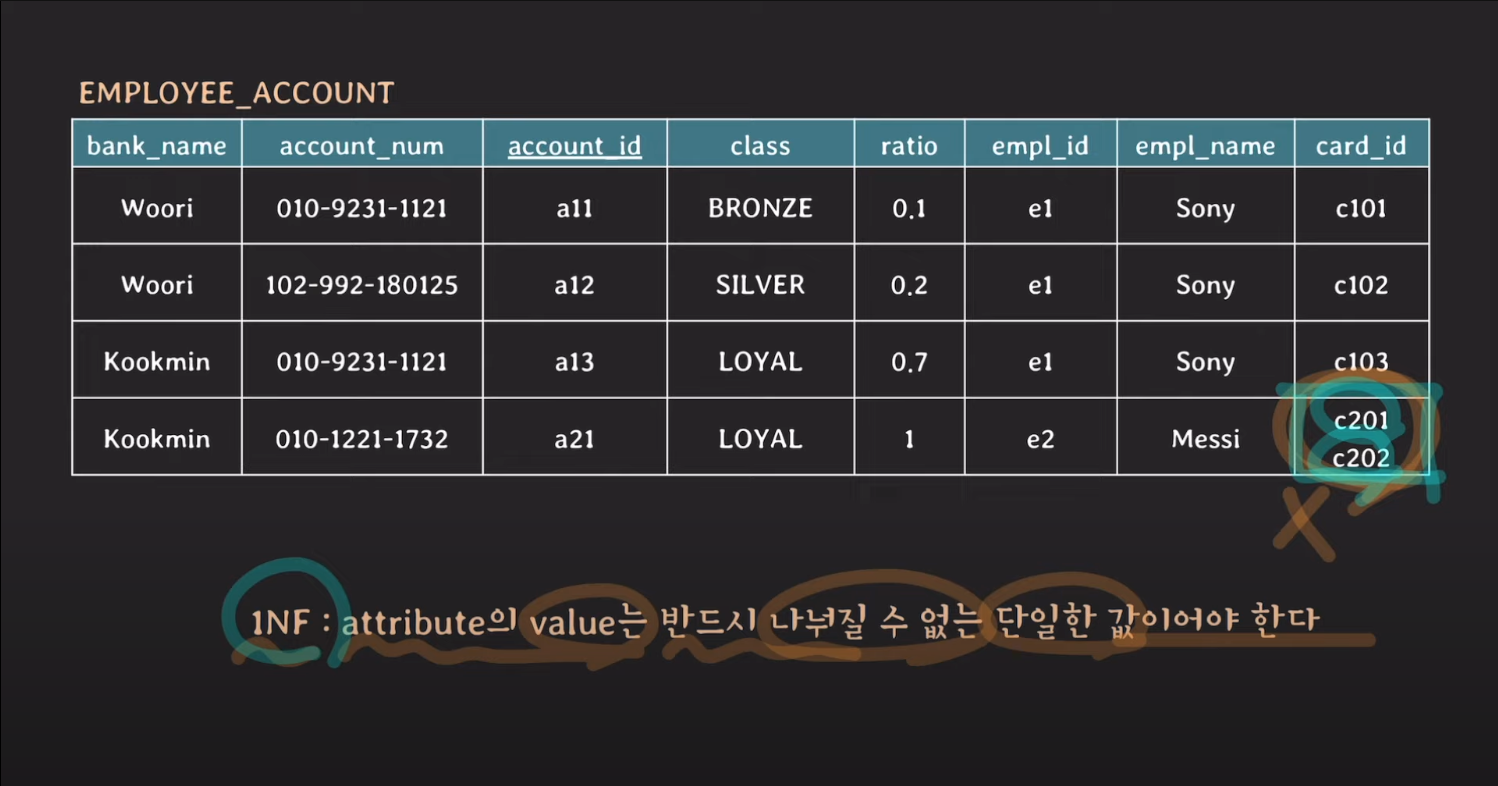 EMPLOYEE_ACCOUNT
bank_name account_num account_id class ratio empl_id empl_name card_id
Woori 010-9231-1121 a11 BRONZE 0.1 e1 Sony c101
Woori 102-992-180125 a12 SILVER 0.2 e1 Sony c102
Kookmin 010-9231-1121 a13 LOYAL 0.7 e1 Sony c103
Kookmin 010-1221-1732 a21 LOYAL 1 e2 Messi c201
c202
X
1NF : attribute의 value는 반드시 나눠질 수 없는 단일한 값이어야 한다